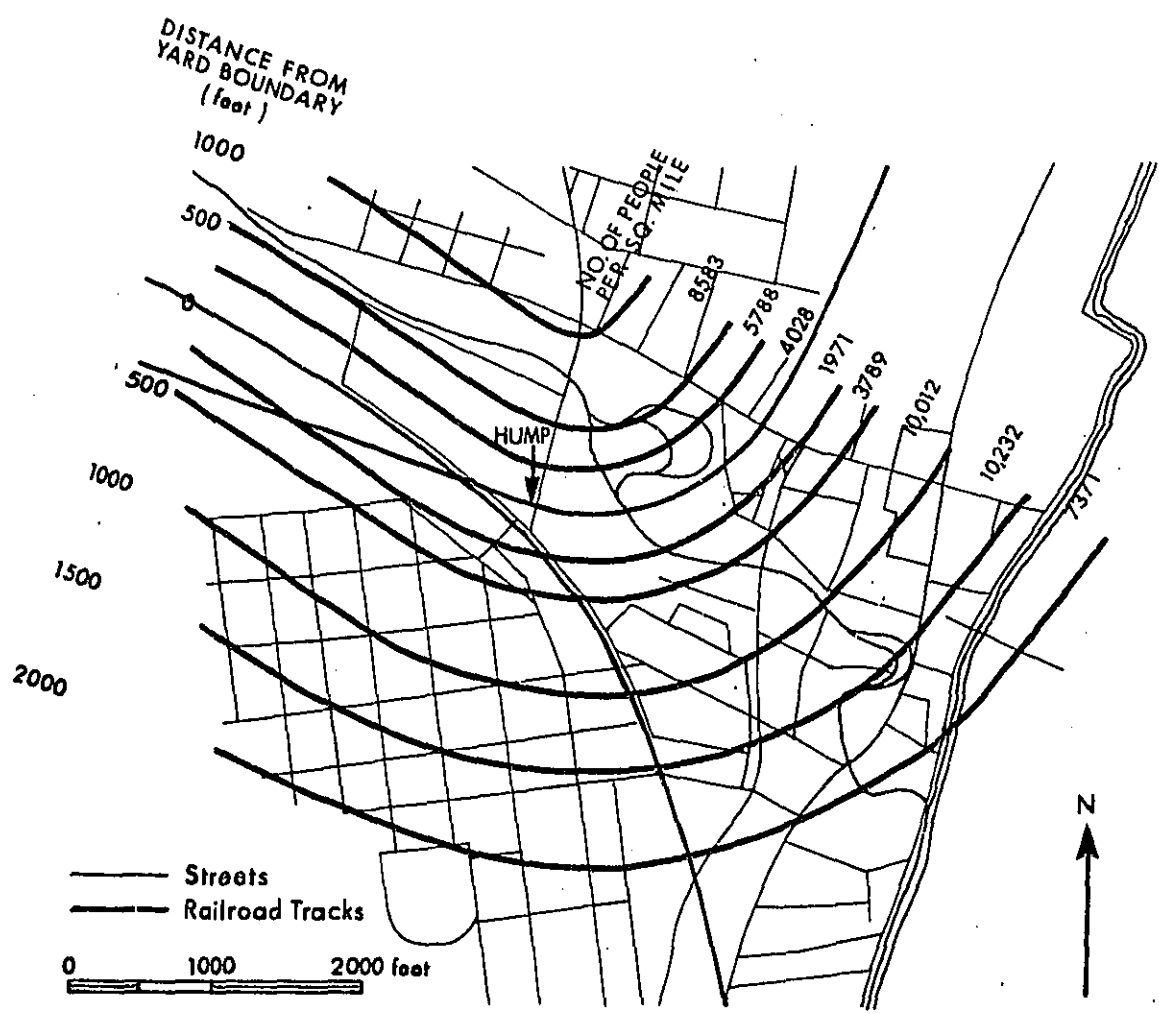 DISTANCE FROM
YARD BOUNDARY
(feet)
1000
500
0
500
1000
1500
2000
NO. OF PEOPLE
PER SQ. MILE
8583
5788
4028
1971
3789
10,012
10,232
7371
HUMP
N
Streets
Railroad Tracks
0 1000 2000 feet